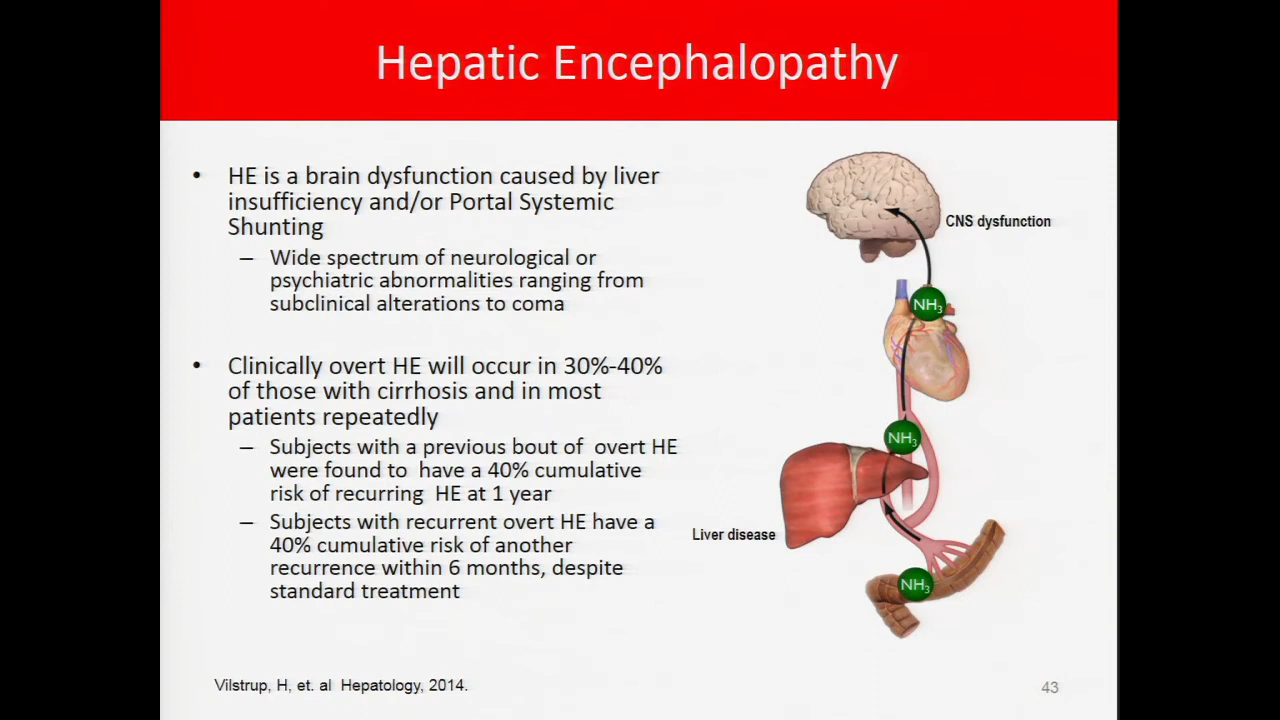 Hepatic Encephalopathy
• HE is a brain dysfunction caused by liver
insufficiency and/or Portal Systemic
Shunting
– Wide spectrum of neurological or
psychiatric abnormalities ranging from
subclinical alterations to coma
• Clinically overt HE will occur in 30%-40%
of those with cirrhosis and in most
patients repeatedly
– Subjects with a previous bout of overt HE
were found to have a 40% cumulative
risk of recurring HE at 1 year
– Subjects with recurrent overt HE have a
40% cumulative risk of another
recurrence within 6 months, despite
standard treatment
CNS dysfunction
NH₃
NH₃
Liver disease
NH₃
Vilstrup, H, et. al Hepatology, 2014.
43